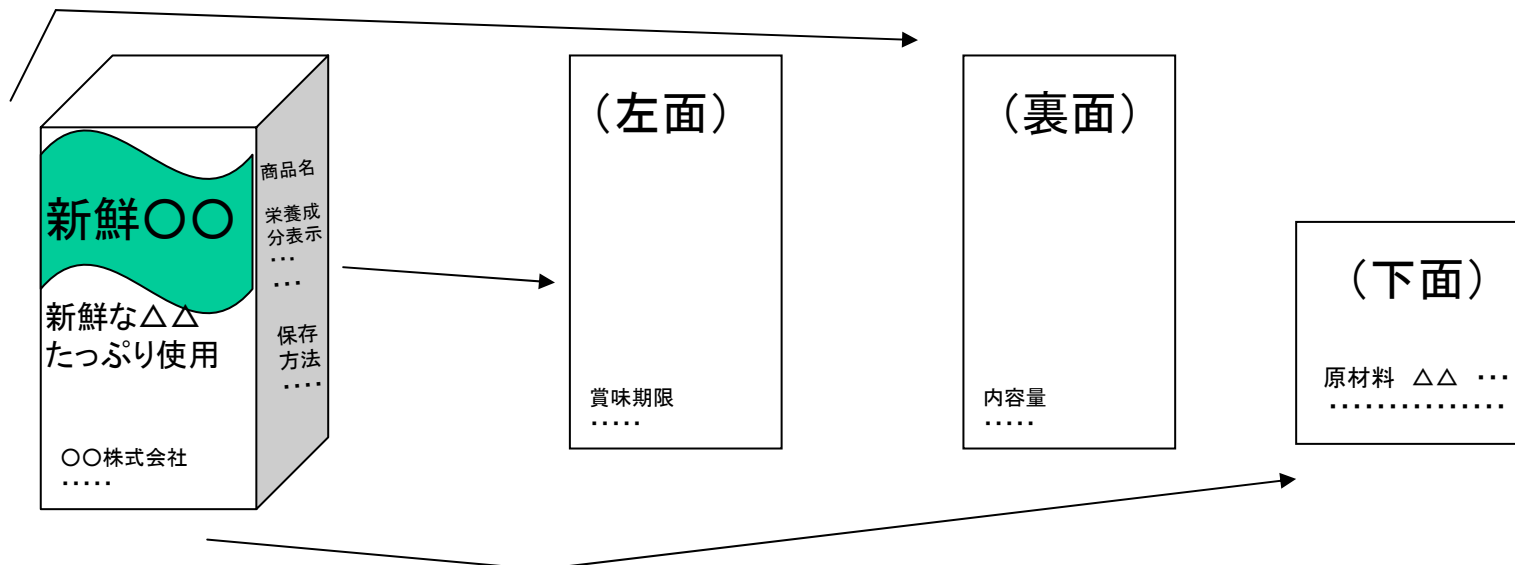 新鮮〇〇
新鮮な△△
たっぷり使用
〇〇株式会社
・・・・・
商品名
栄養成
分表示
・・・
・・・
保存
方法
・・・・
（左面）
賞味期限
・・・・・
（裏面）
内容量
・・・・・
（下面）
原材料 △△ ・・・
・・・・・・・・・・・・・・・